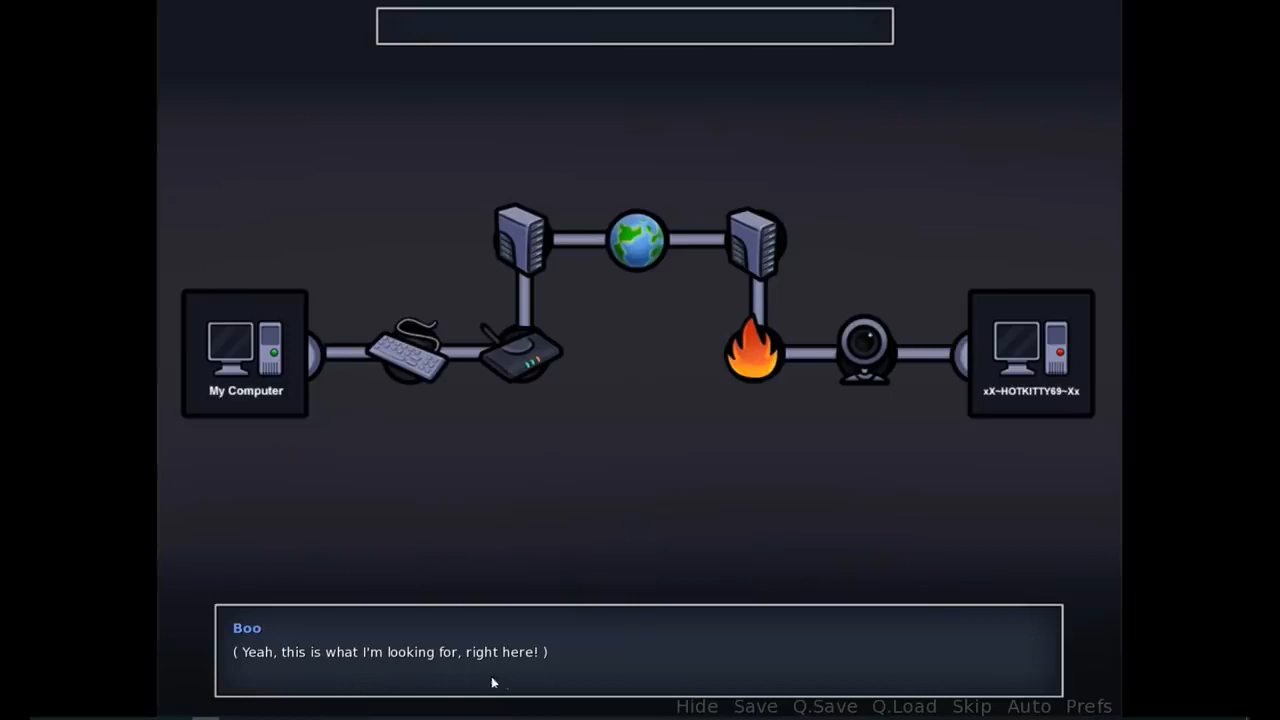 My Computer
xX~HOTKITTY69~Xx
Boo
( Yeah, this is what I'm looking for, right here! )
Hide Save Q.Save Q.Load Skip Auto Prefs